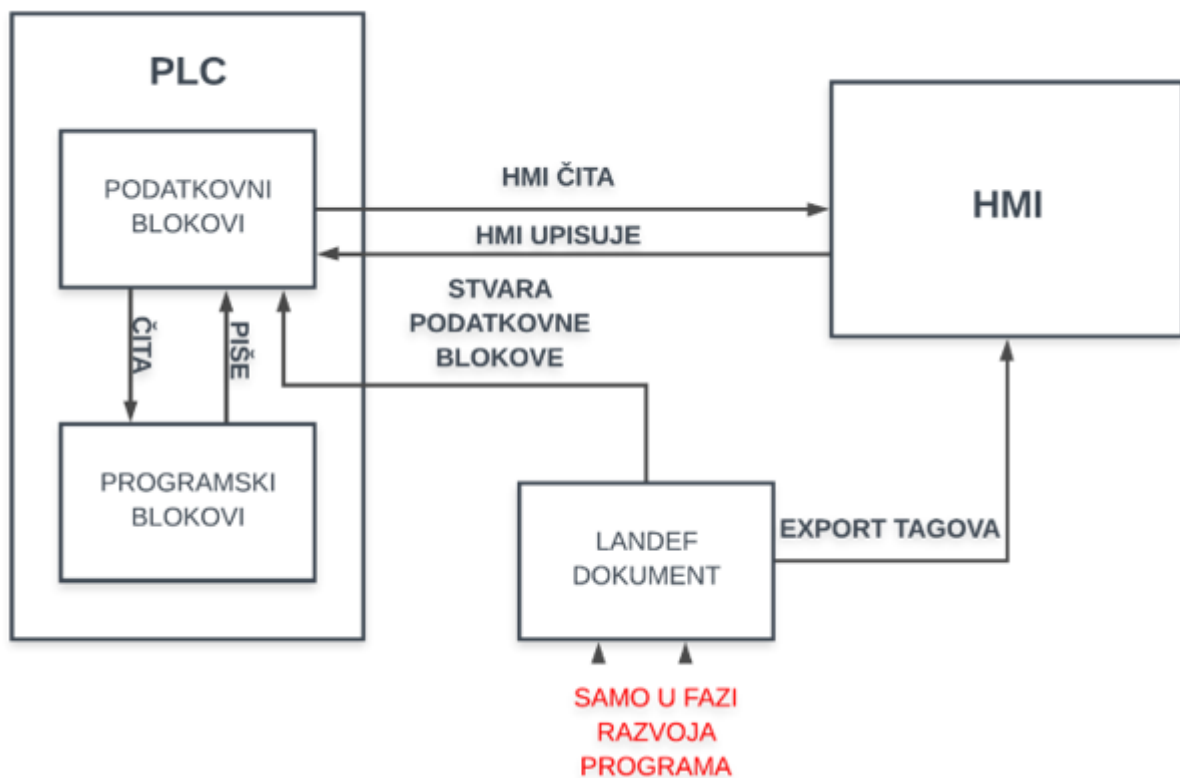 PLC
PODATKOVNI
BLOKOVI
HMI ČITA
HMI
HMI UPISUJE
STVARA
PODATKOVNE
BLOKOVE
ČITA
PIŠE
PROGRAMSKI
BLOKOVI
LANDEF
DOKUMENT
EXPORT TAGOVA
SAMO U FAZI
RAZVOJA
PROGRAMA